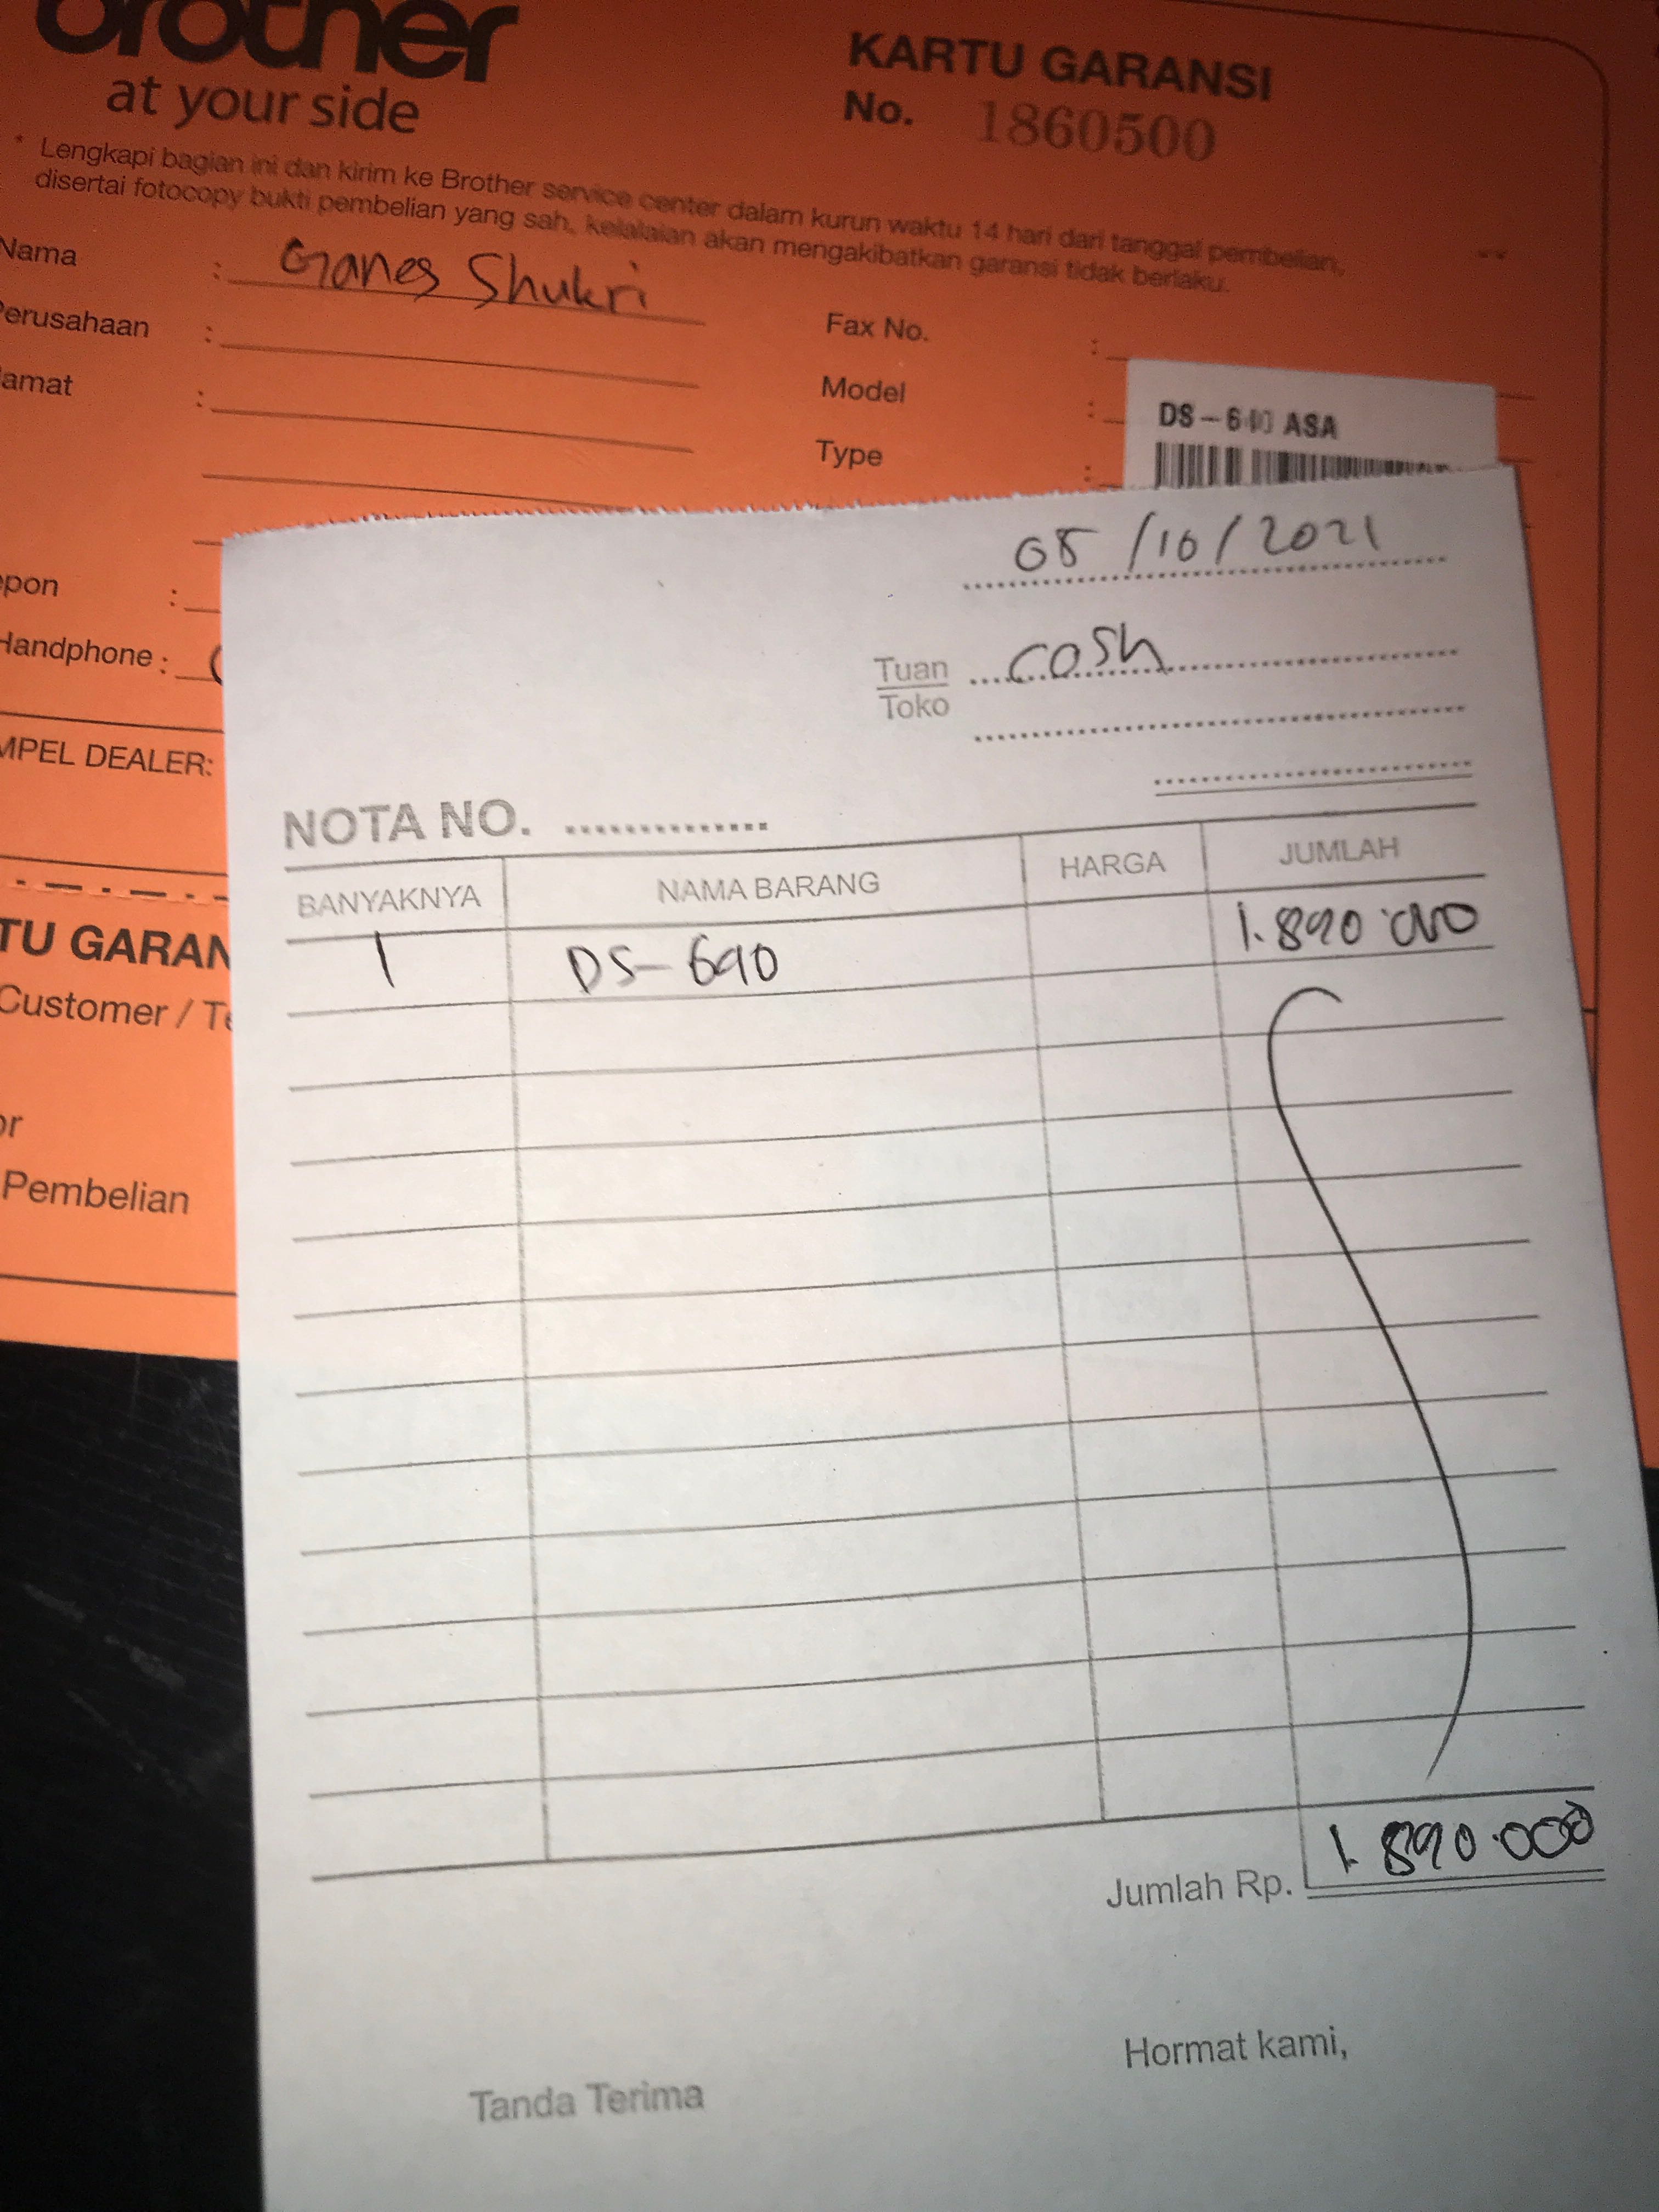 brother
at your side
KARTU GARANSI
No. 1860500
* Lengkapi bagian ini dan kirim ke Brother service center dalam kurun waktu 14 hari dari tanggal pembelian,
disertai fotocopy bukti pembelian yang sah, kelalaian akan mengakibatkan garansi tidak berlaku.
Nama : Ganes Shukri
Perusahaan :
amat :
Fax No. :
Model :
Type :
DS-640 ASA
pon :
Handphone :
MPEL DEALER:
TU GARAN
Customer / Te
or
Pembelian
08/10/2021
Tuan cash
Toko
NOTA NO. ..............
BANYAKNYA NAMA BARANG HARGA JUMLAH
1 DS-640 1.890.000
Jumlah Rp. 1.890.000
Hormat kami,
Tanda Terima